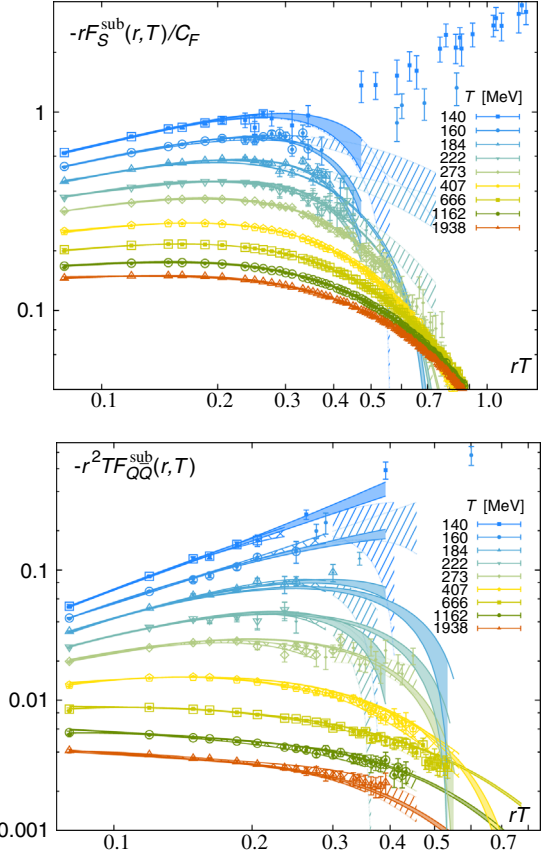 -rF_S^sub(r,T)/C_F
T [MeV]
140
160
184
222
273
407
666
1162
1938
1
0.1
rT
0.1 0.2 0.3 0.4 0.5 0.7 1.0
-r²TF_QQ̄^sub(r,T)
T [MeV]
140
160
184
222
273
407
666
1162
1938
0.1
0.01
0.001
rT
0.1 0.2 0.3 0.4 0.5 0.7